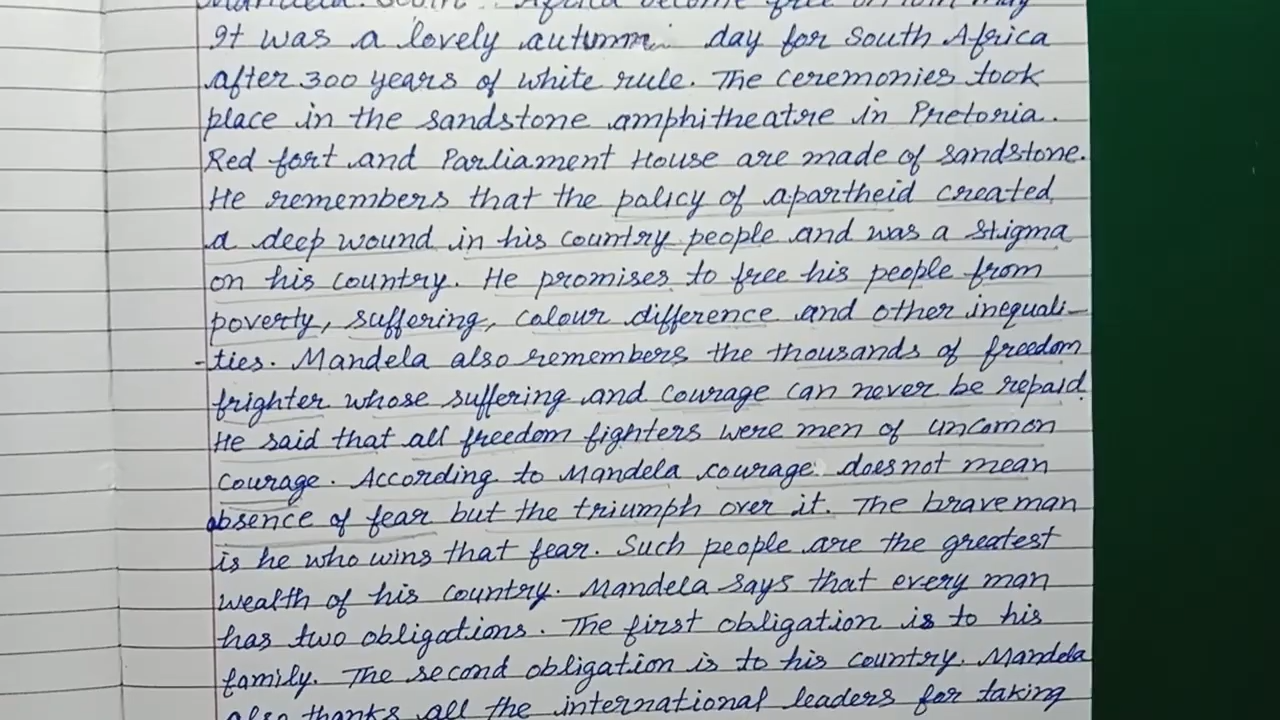 Africa become free on 10th May
It was a lovely autumn day for South Africa
after 300 years of white rule. The ceremonies took
place in the sandstone amphitheatre in Pretoria.
Red fort and Parliament House are made of sandstone.
He remembers that the policy of apartheid created
a deep wound in his country people and was a stigma
on his country. He promises to free his people from
poverty, suffering, colour difference and other inequali-
-ties. Mandela also remembers the thousands of freedom
frighter whose suffering and courage can never be repaid.
He said that all freedom fighters were men of uncomon
courage. According to Mandela courage does not mean
absence of fear but the triumph over it. The brave man
is he who wins that fear. Such people are the greatest
wealth of his country. Mandela says that every man
has two obligations. The first obligation is to his
family. The second obligation is to his country. Mandela
also thanks all the international leaders for taking